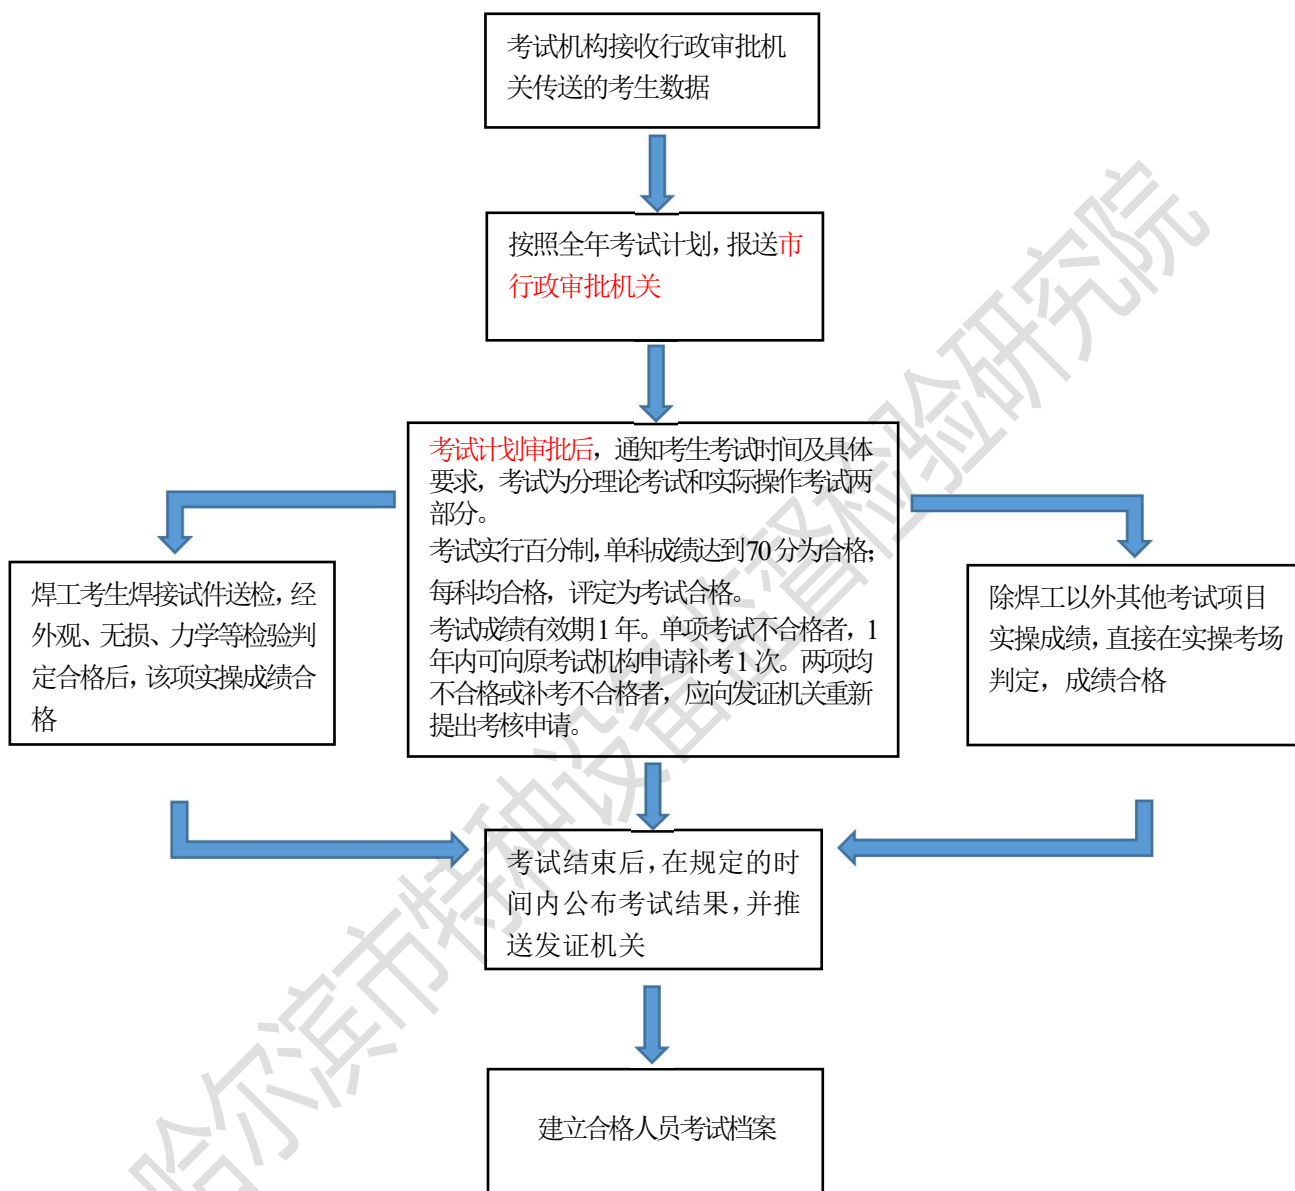 考试机构接收行政审批机
关传送的考生数据
按照全年考试计划，报送市
行政审批机关
考试计划审批后，通知考生考试时间及具体
要求，考试为分理论考试和实际操作考试两
部分。
考试实行百分制，单科成绩达到70分为合格；
每科均合格，评定为考试合格。
考试成绩有效期1年。单项考试不合格者，1
年内可向原考试机构申请补考1次。两项均
不合格或补考不合格者，应向发证机关重新
提出考核申请。
焊工考生焊接试件送检，经
外观、无损、力学等检验判
定合格后，该项实操成绩合
格
除焊工以外其他考试项目
实操成绩，直接在实操考场
判定，成绩合格
考试结束后，在规定的时
间内公布考试结果，并推
送发证机关
建立合格人员考试档案
哈尔滨市特种设备监督检验研究院